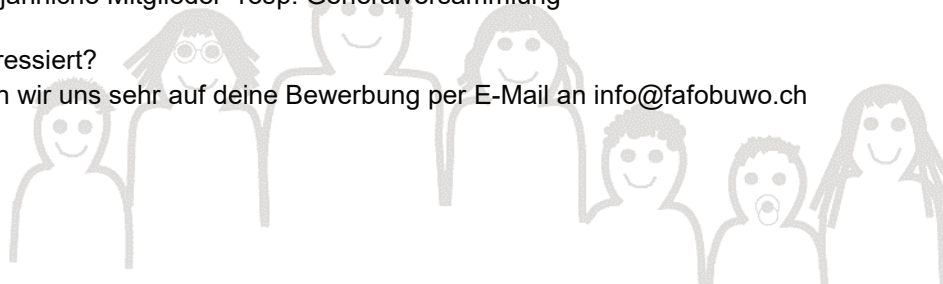 jährliche Mitglieder- resp. Generalversammlung
ressiert?
n wir uns sehr auf deine Bewerbung per E-Mail an info@fafobuwo.ch